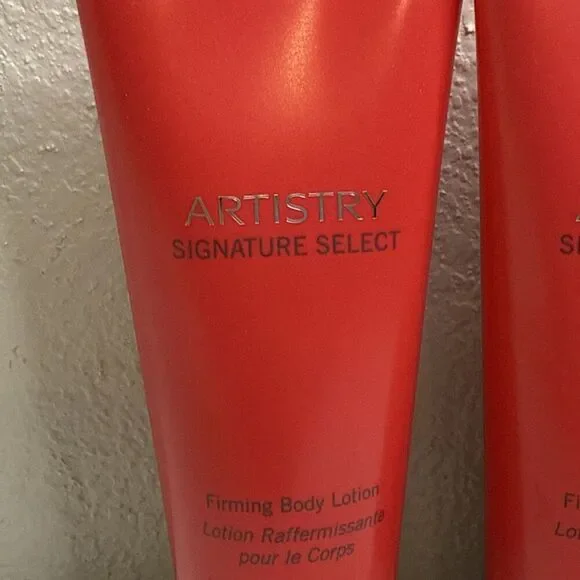 ARTISTRY
SIGNATURE SELECT
Firming Body Lotion
Lotion Raffermissante
pour le Corps